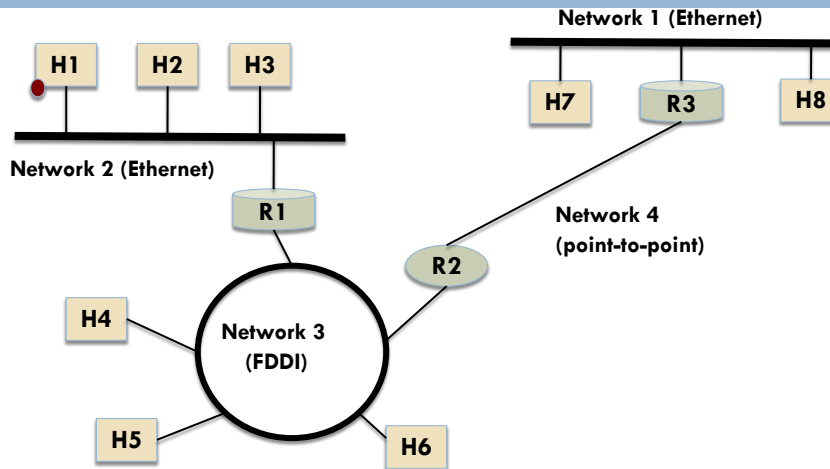 Network 1 (Ethernet)
H1 H2 H3
H7 R3 H8
Network 2 (Ethernet)
R1
Network 4
(point-to-point)
R2
H4
Network 3
(FDDI)
H5
H6